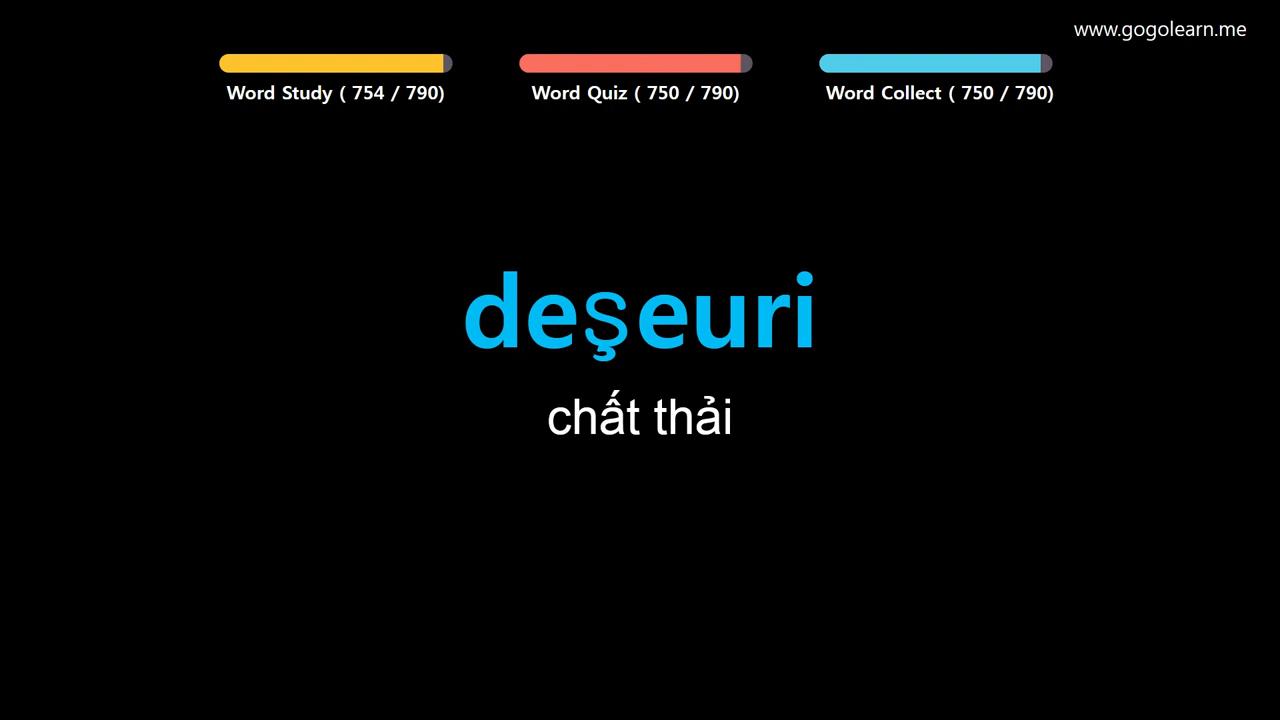 www.gogolearn.me
Word Study ( 754 / 790)
Word Quiz ( 750 / 790)
Word Collect ( 750 / 790)
deşeuri
chất thải